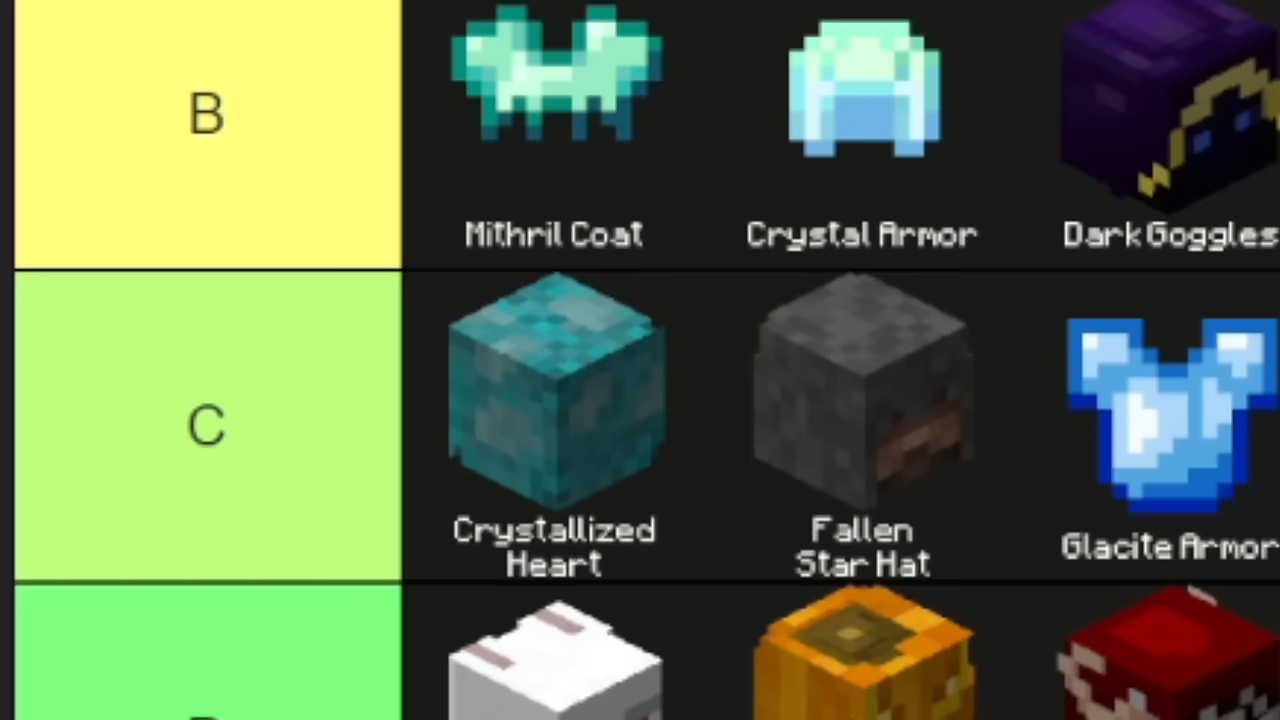 B
Mithril Coat
Crystal Armor
Dark Goggles
C
Crystallized
Heart
Fallen
Star Hat
Glacite Armor